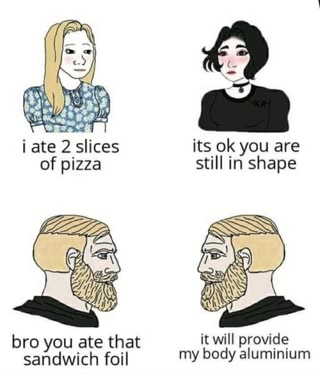 i ate 2 slices
of pizza
its ok you are
still in shape
bro you ate that
sandwich foil
it will provide
my body aluminium